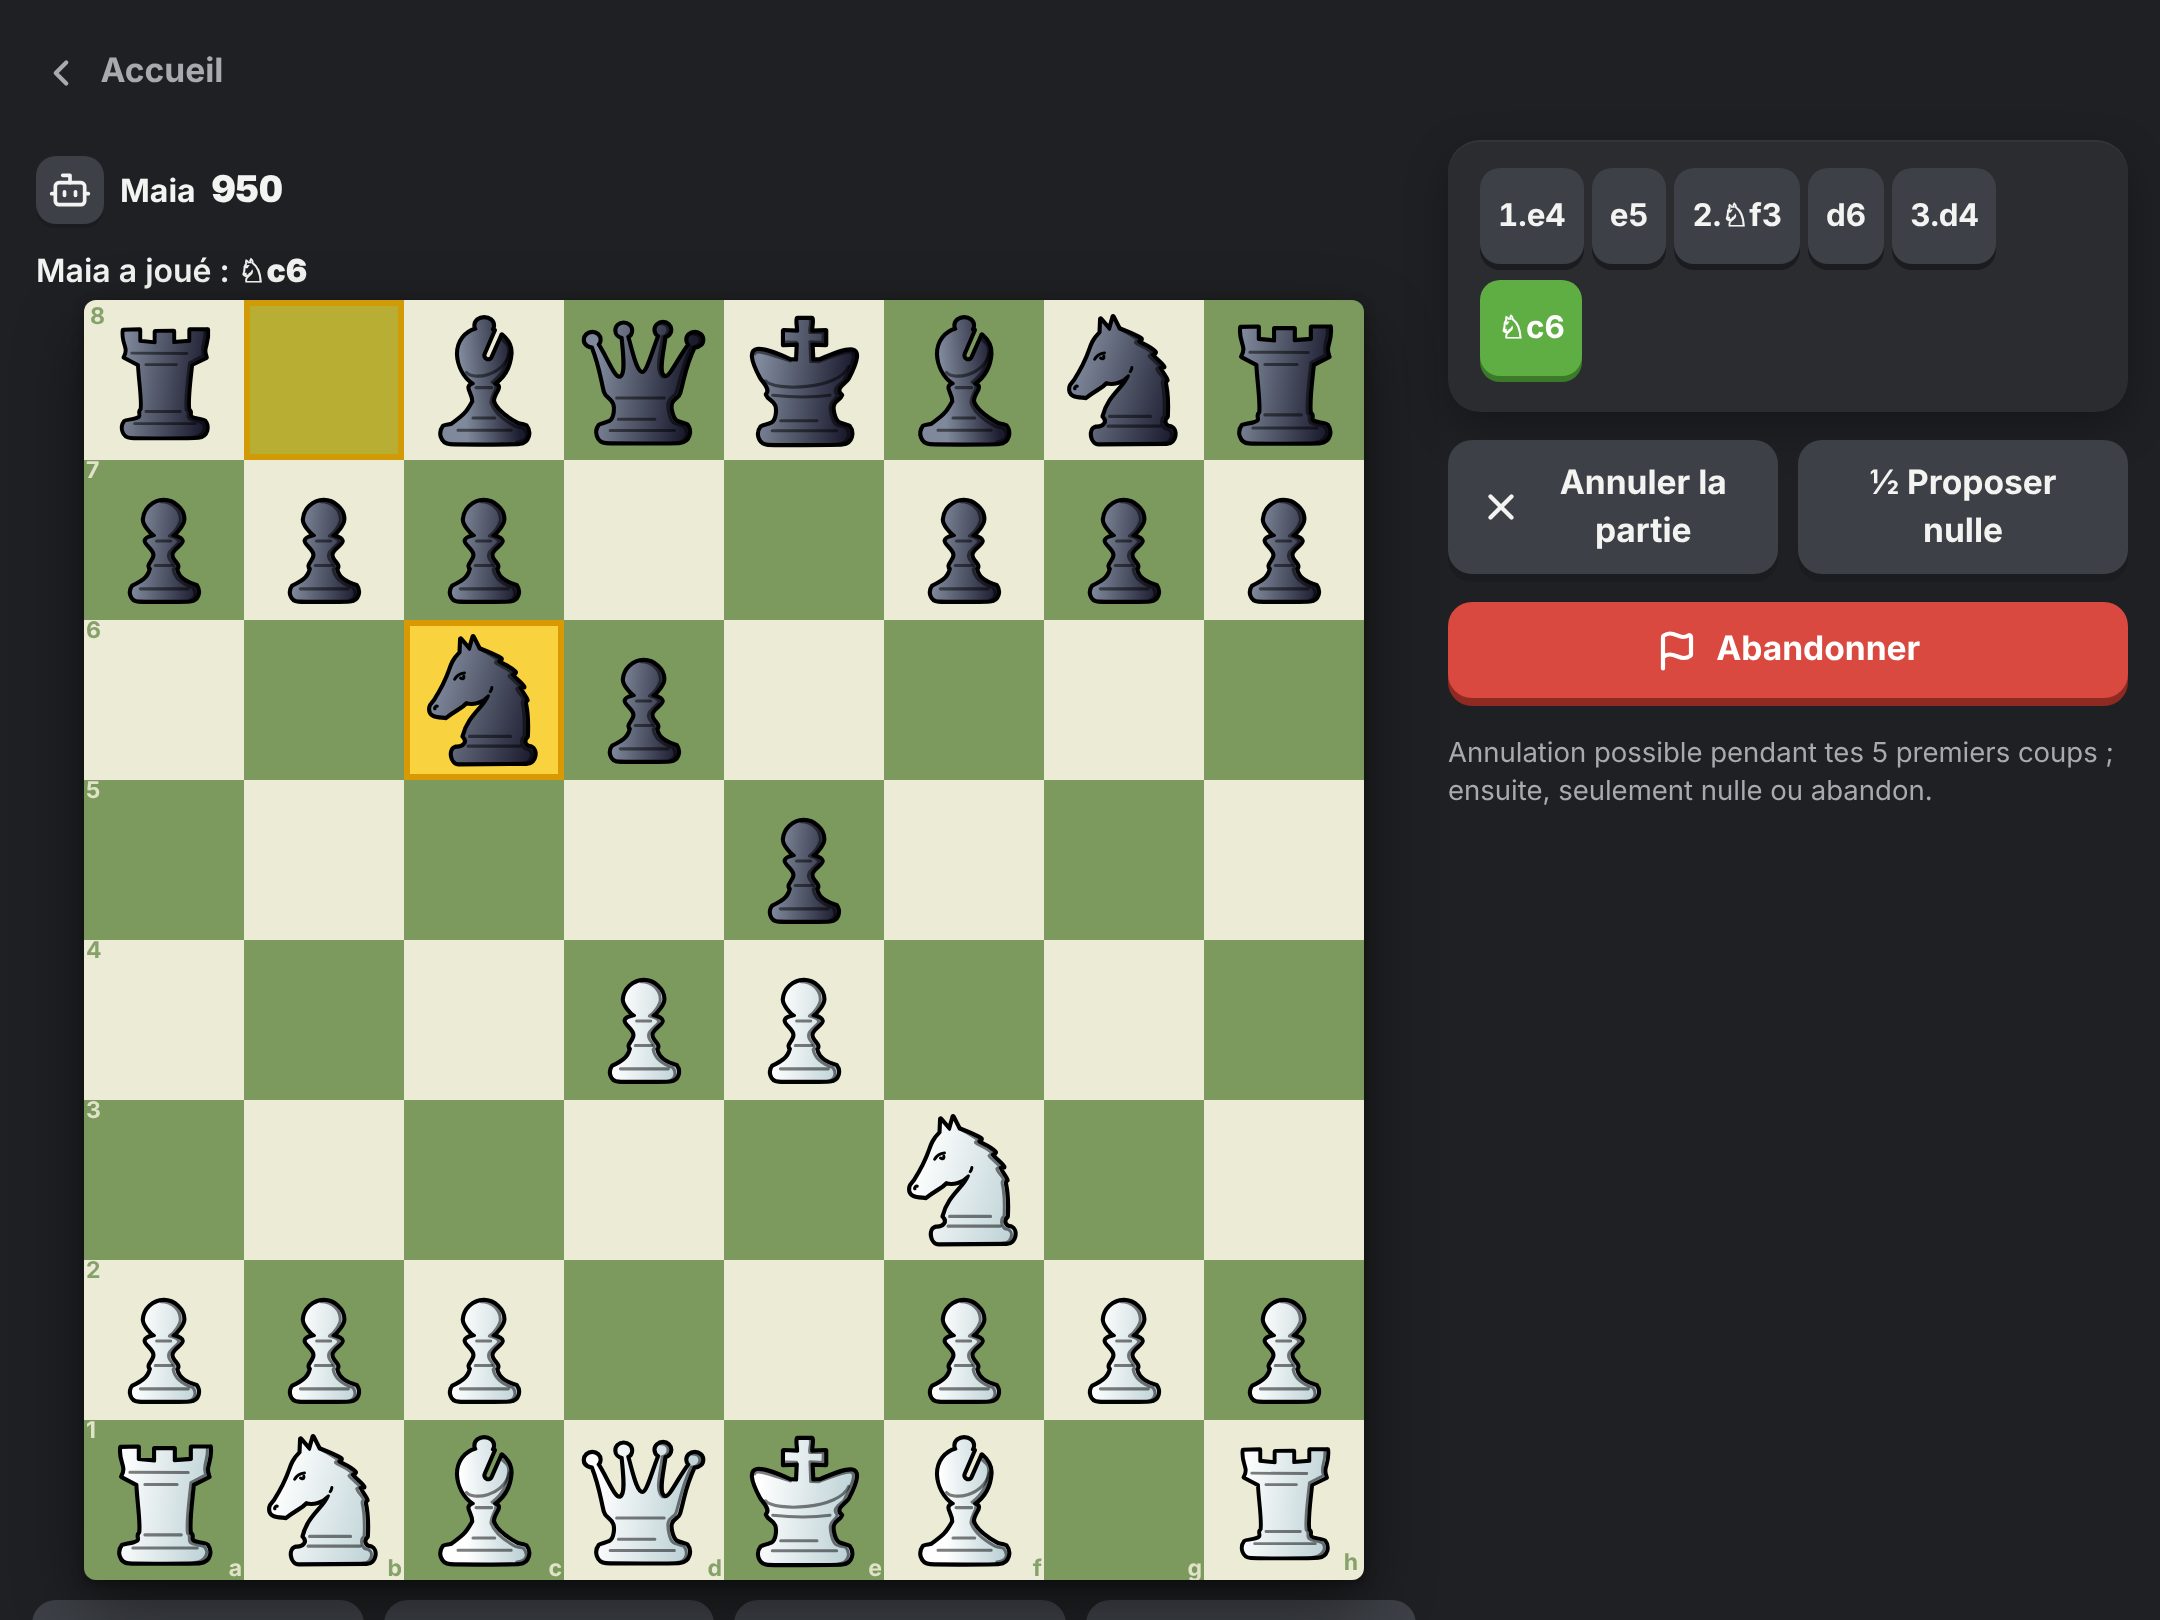 Accueil
Maia 950
Maia a joué : ♘c6
1.e4 e5 2.♘f3 d6 3.d4
♘c6
Annuler la
partie
½ Proposer
nulle
Abandonner
Annulation possible pendant tes 5 premiers coups ;
ensuite, seulement nulle ou abandon.
8
7
6
5
4
3
2
1
a b c d e f g h